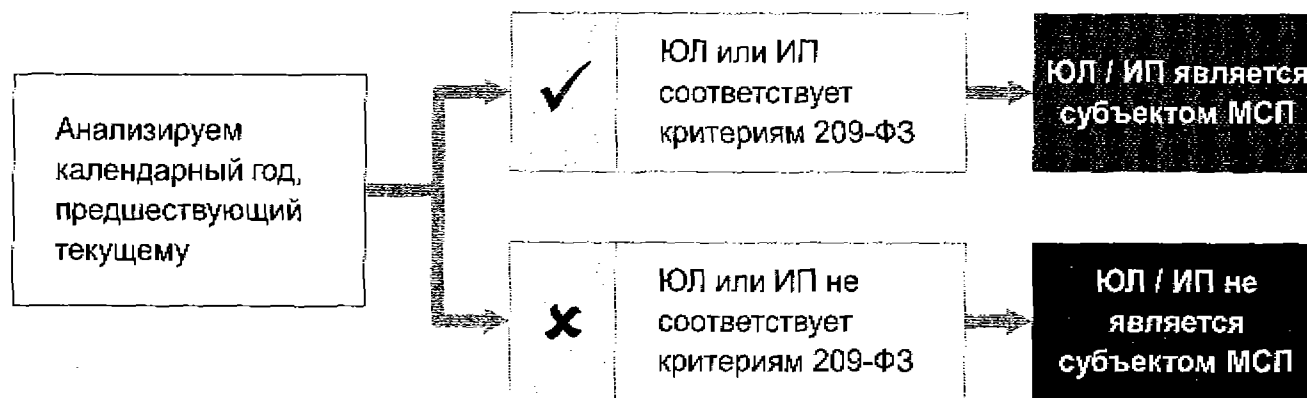 Анализируем
календарный год,
предшествующий
текущему
✓
ЮЛ или ИП
соответствует
критериям 209-ФЗ
ЮЛ / ИП является
субъектом МСП
✗
ЮЛ или ИП не
соответствует
критериям 209-ФЗ
ЮЛ / ИП не
является
субъектом МСП